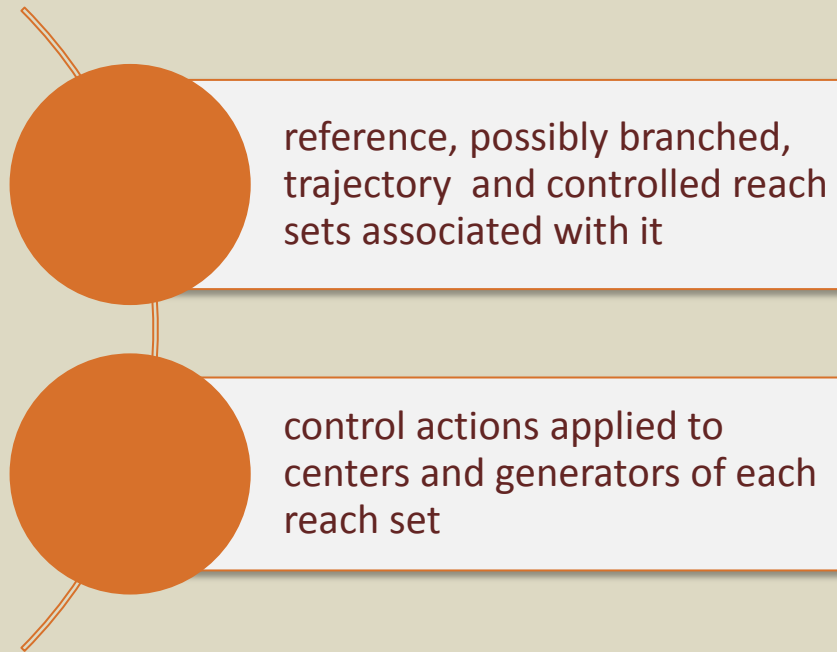 reference, possibly branched,
trajectory  and controlled reach
sets associated with it
control actions applied to
centers and generators of each
reach set